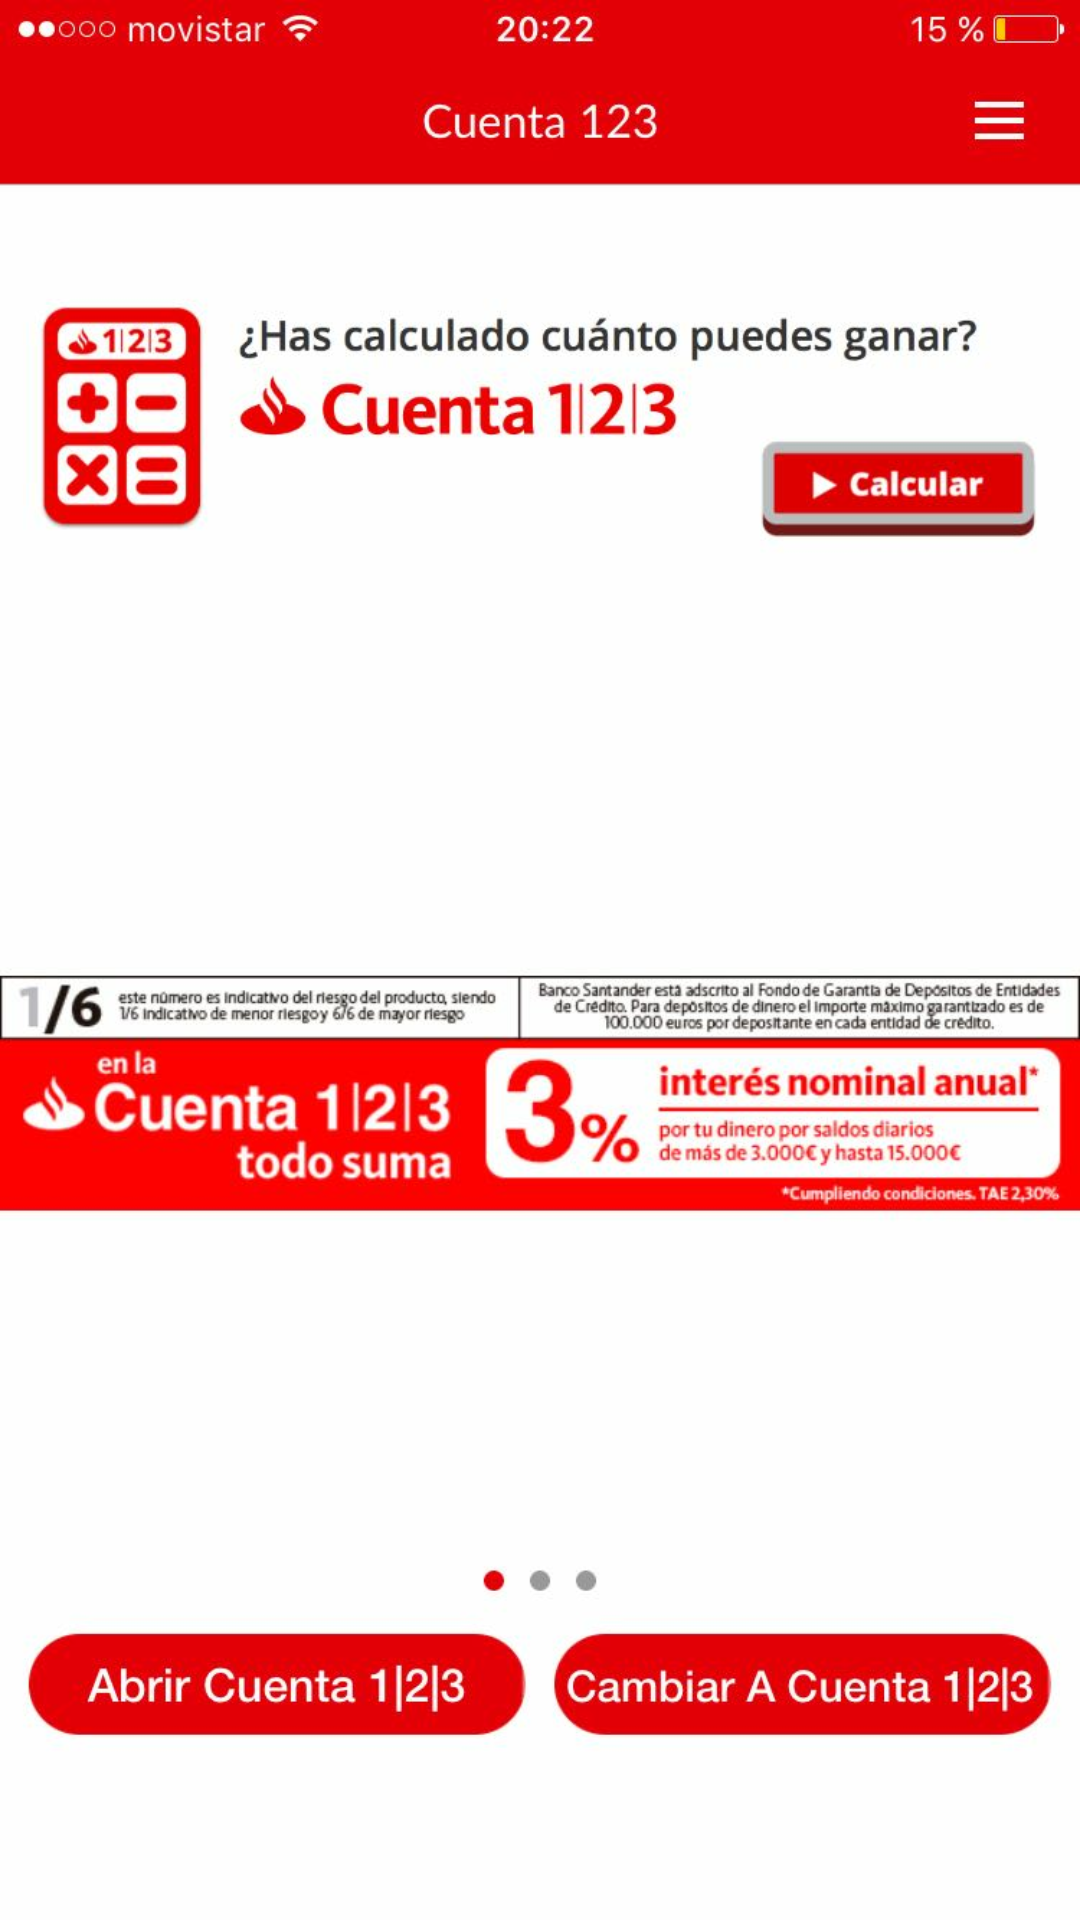 movistar
20:22
15 %
Cuenta 123
1|2|3
¿Has calculado cuánto puedes ganar?
Cuenta 1|2|3
Calcular
1/6
este número es indicativo del riesgo del producto, siendo
1/6 indicativo de menor riesgo y 6/6 de mayor riesgo
Banco Santander está adscrito al Fondo de Garantía de Depósitos de Entidades
de Crédito. Para depósitos de dinero el importe máximo garantizado es de
100.000 euros por depositante en cada entidad de crédito.
en la
Cuenta 1|2|3
todo suma
3%
interés nominal anual*
por tu dinero por saldos diarios
de más de 3.000€ y hasta 15.000€
*Cumpliendo condiciones. TAE 2,30%
Abrir Cuenta 1|2|3
Cambiar A Cuenta 1|2|3